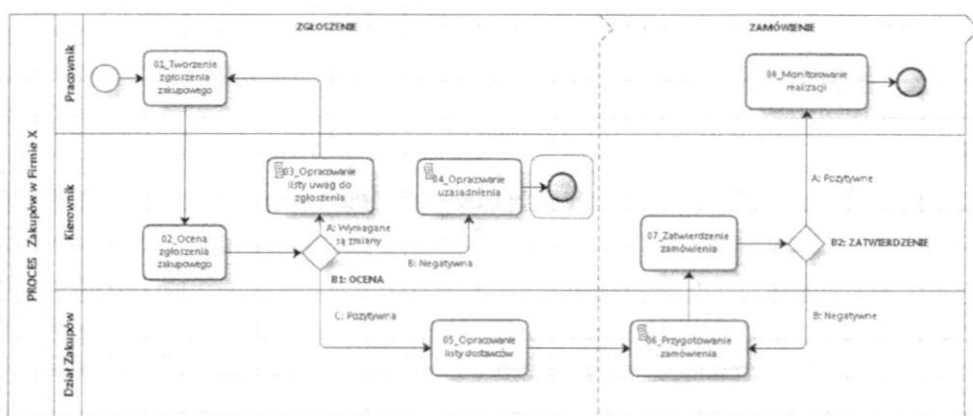 ZGŁOSZENIE
ZAMÓWIENIE
PROCES Zakupów w Firmie X
Pracownik
Kierownik
Dział Zakupów
01_Tworzenie
zgłoszenia
zakupowego
02_Ocena
zgłoszenia
zakupowego
03_Opracowanie
listy uwag do
zgłoszenia
A: Wymagane
są zmiany
B1: OCENA
B: Negatywna
04_Opracowanie
uzasadnienia
C: Pozytywna
05_Opracowanie
listy dostawców
06_Przygotowanie
zamówienia
07_Zatwierdzenie
zamówienia
B2: ZATWIERDZENIE
A: Pozytywne
B: Negatywne
Monitorowanie
realizacji